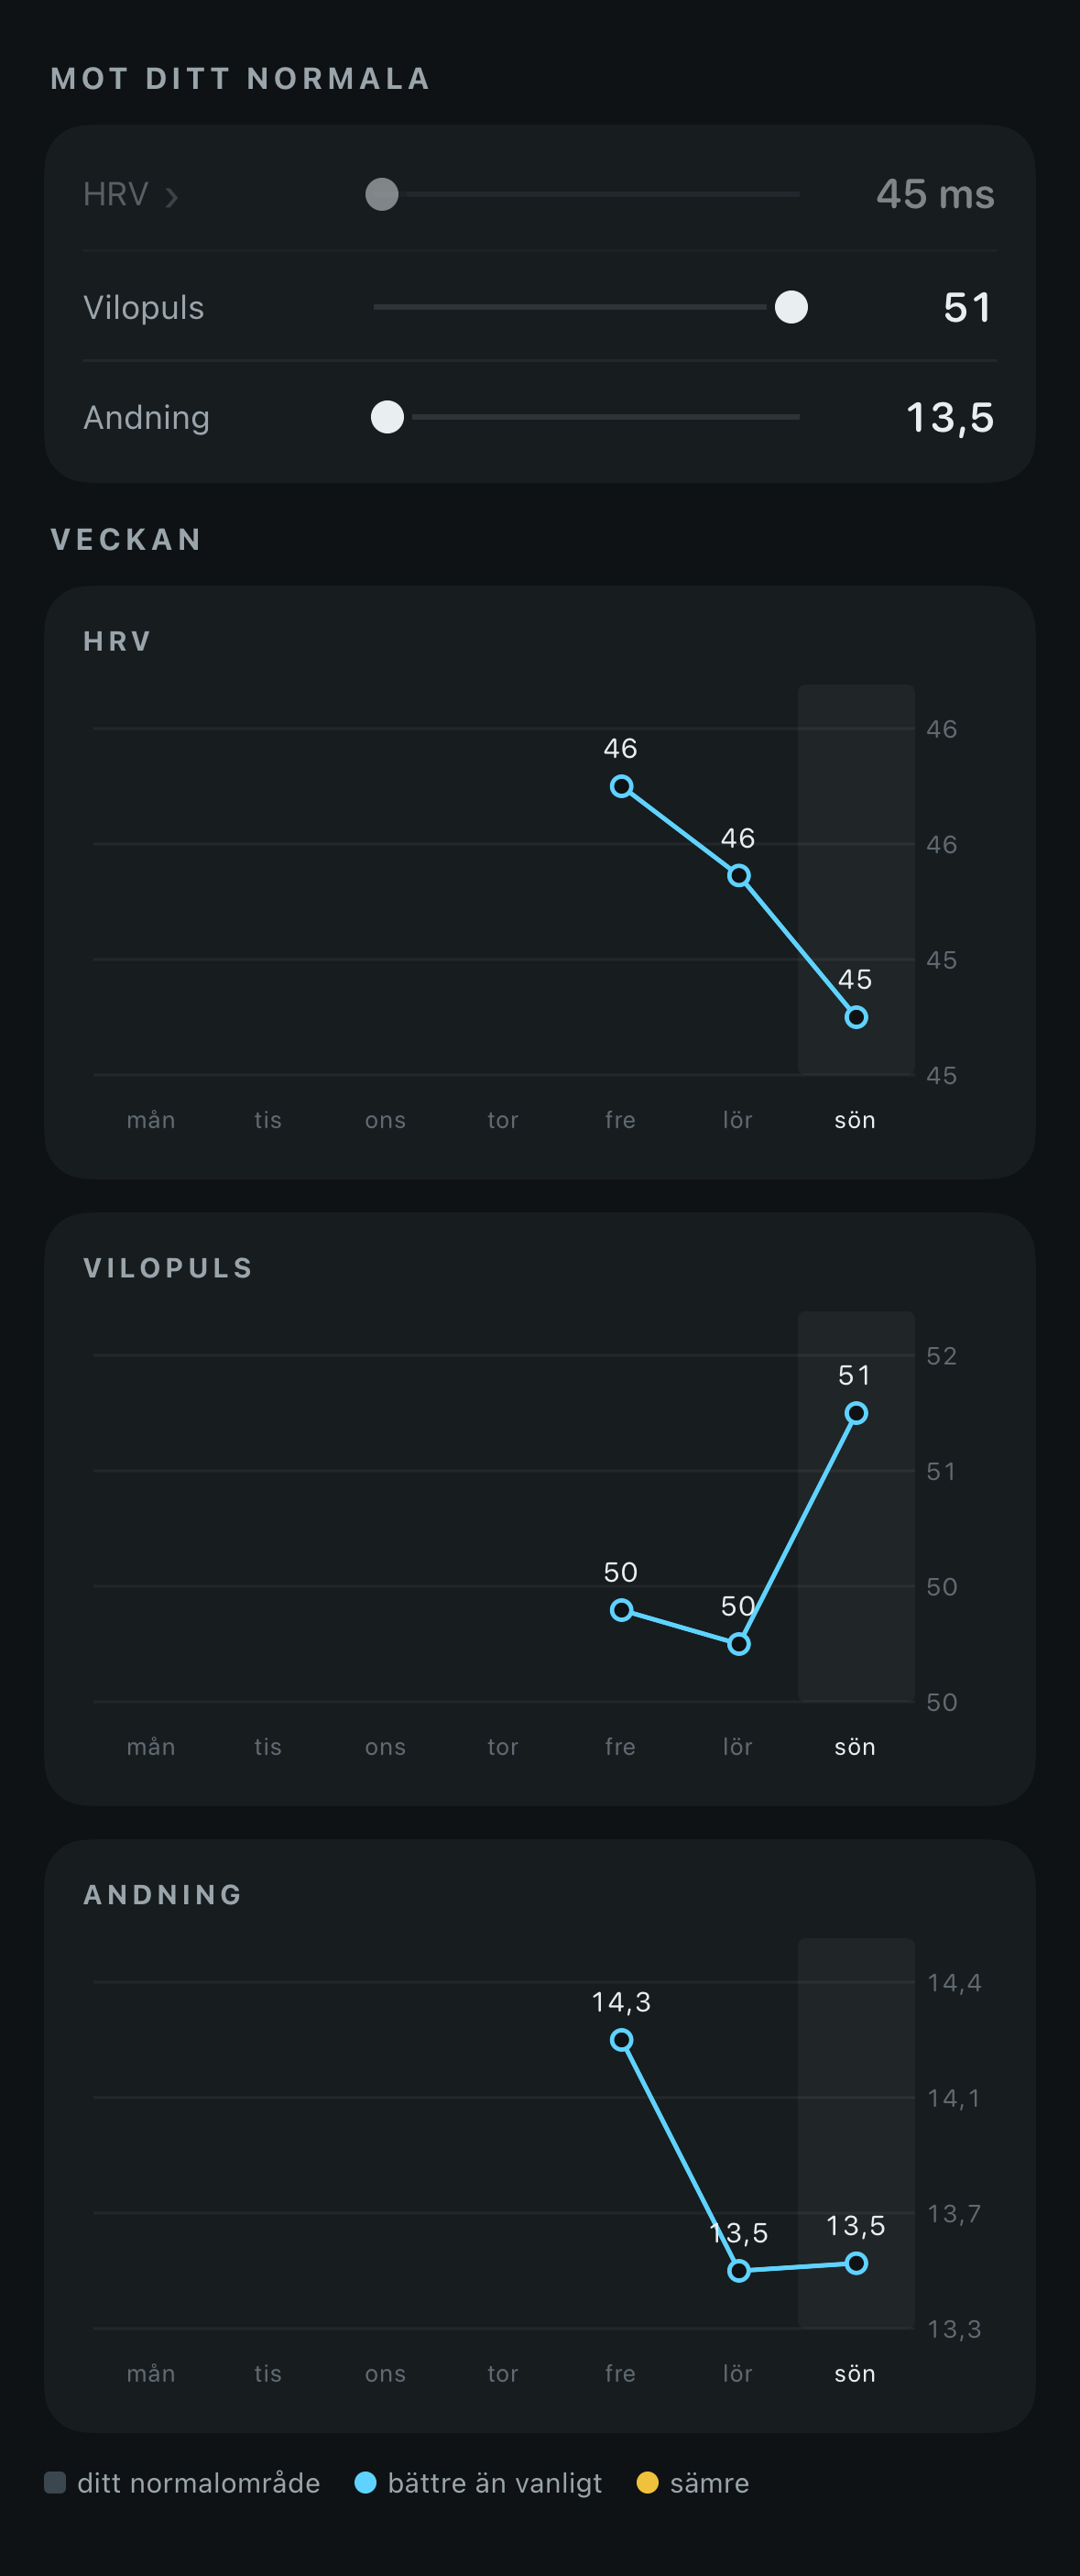 MOT DITT NORMALA
HRV › 45 ms
Vilopuls 51
Andning 13,5
VECKAN
HRV
46
46
46
46
45
45
45
mån tis ons tor fre lör sön
VILOPULS
52
51
51
50
50
50
50
mån tis ons tor fre lör sön
ANDNING
14,4
14,3
14,1
13,7
13,5 13,5
13,3
mån tis ons tor fre lör sön
ditt normalområde bättre än vanligt sämre